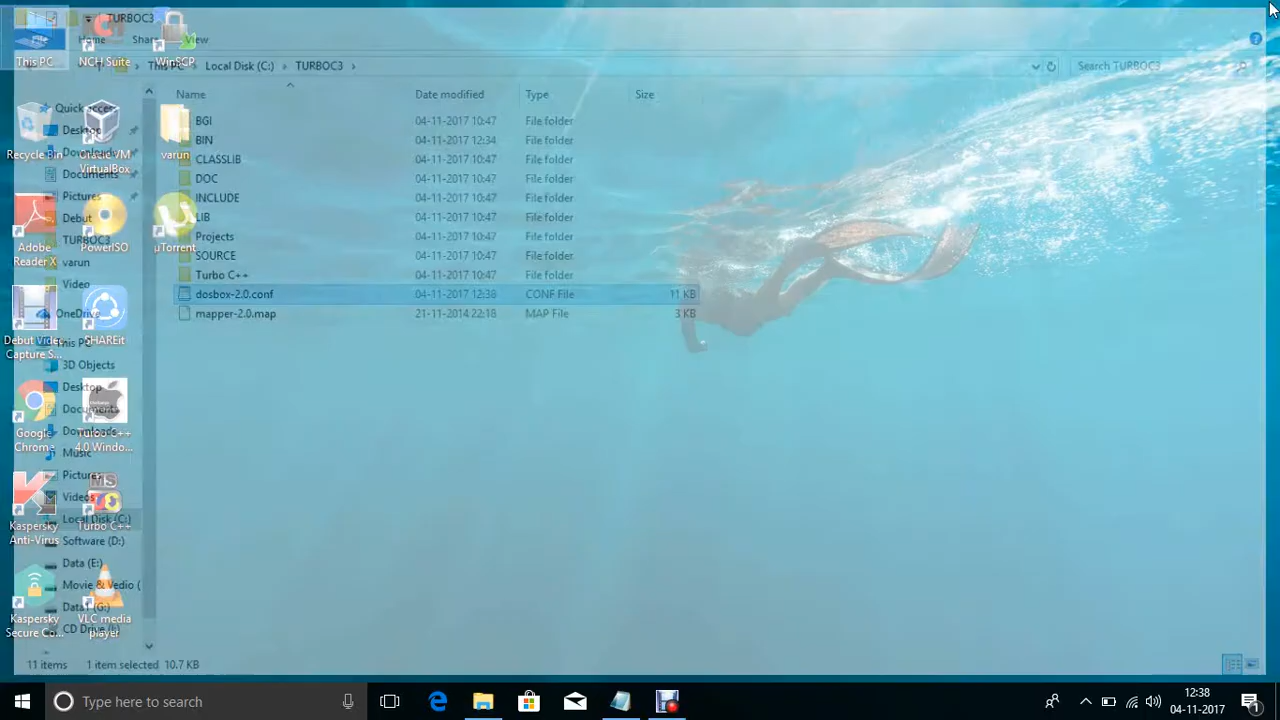 TURBOC3
File
Home
Share
View
This PC
NCH Suite
WinSCP
This PC
Local Disk (C:)
TURBOC3
Search TURBOC3
Name
Date modified
Type
Size
BGI 04-11-2017 10:47 File folder
BIN 04-11-2017 12:34 File folder
CLASSLIB 04-11-2017 10:47 File folder
DOC 04-11-2017 10:47 File folder
INCLUDE 04-11-2017 10:47 File folder
LIB 04-11-2017 10:47 File folder
Projects 04-11-2017 10:47 File folder
SOURCE 04-11-2017 10:47 File folder
Turbo C++ 04-11-2017 10:47 File folder
dosbox-2.0.conf 04-11-2017 12:38 CONF File 11 KB
mapper-2.0.map 21-11-2014 22:18 MAP File 3 KB
Quick access
Desktop
Downloads
Documents
Pictures
Debut
TURBOC3
varun
Video
OneDrive
This PC
3D Objects
Desktop
Documents
Downloads
Music
Pictures
Videos
Local Disk (C:)
Software (D:)
Data (E:)
Movie & Vedio (
Data1 (G:)
CD Drive (I:)
Recycle Bin
Oracle VM
VirtualBox
varun
Adobe
Reader X
PowerISO
µTorrent
Debut Video
Capture S...
SHAREit
Google
Chrome
Turbo C++
4.0 Windo...
Kaspersky
Anti-Virus
Turbo C++
Kaspersky
Secure Co...
VLC media
player
11 items 1 item selected 10.7 KB
Type here to search
12:38
04-11-2017
1